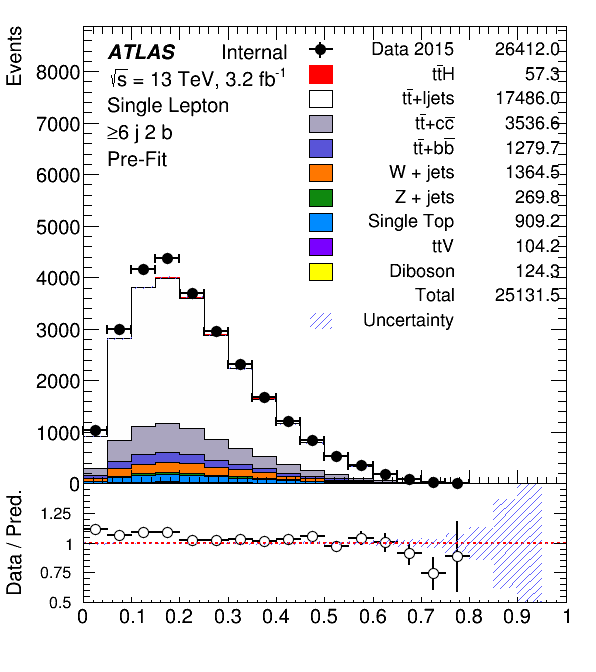 Events
ATLAS Internal
√s = 13 TeV, 3.2 fb⁻¹
Single Lepton
≥6 j 2 b
Pre-Fit
Data 2015 26412.0
tt̄H 57.3
tt̄+ljets 17486.0
tt̄+cc̄ 3536.6
tt̄+bb̄ 1279.7
W + jets 1364.5
Z + jets 269.8
Single Top 909.2
ttV 104.2
Diboson 124.3
Total 25131.5
Uncertainty
8000
7000
6000
5000
4000
3000
2000
1000
0
Data / Pred.
1.25
1
0.75
0.5
0 0.1 0.2 0.3 0.4 0.5 0.6 0.7 0.8 0.9 1